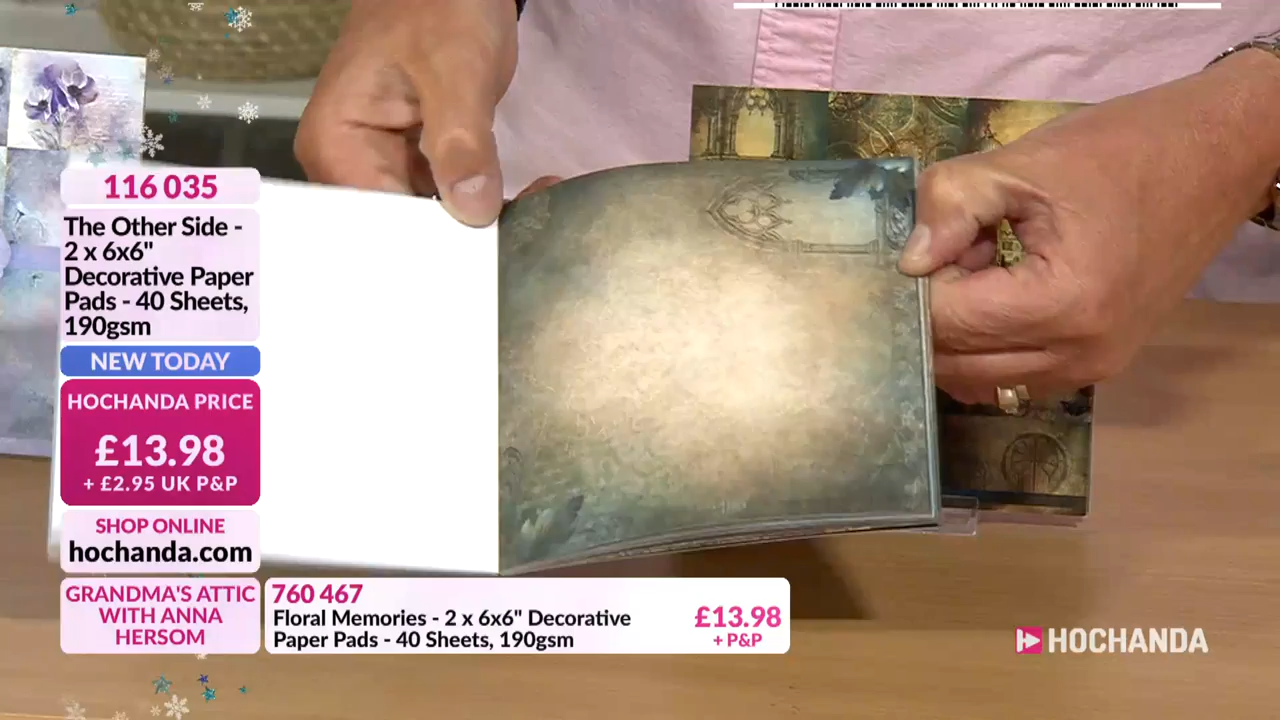 116 035
The Other Side -
2 x 6x6"
Decorative Paper
Pads - 40 Sheets,
190gsm
NEW TODAY
HOCHANDA PRICE
£13.98
+ £2.95 UK P&P
SHOP ONLINE
hochanda.com
GRANDMA'S ATTIC
WITH ANNA
HERSOM
760 467
Floral Memories - 2 x 6x6" Decorative
Paper Pads - 40 Sheets, 190gsm
£13.98
+ P&P
HOCHANDA